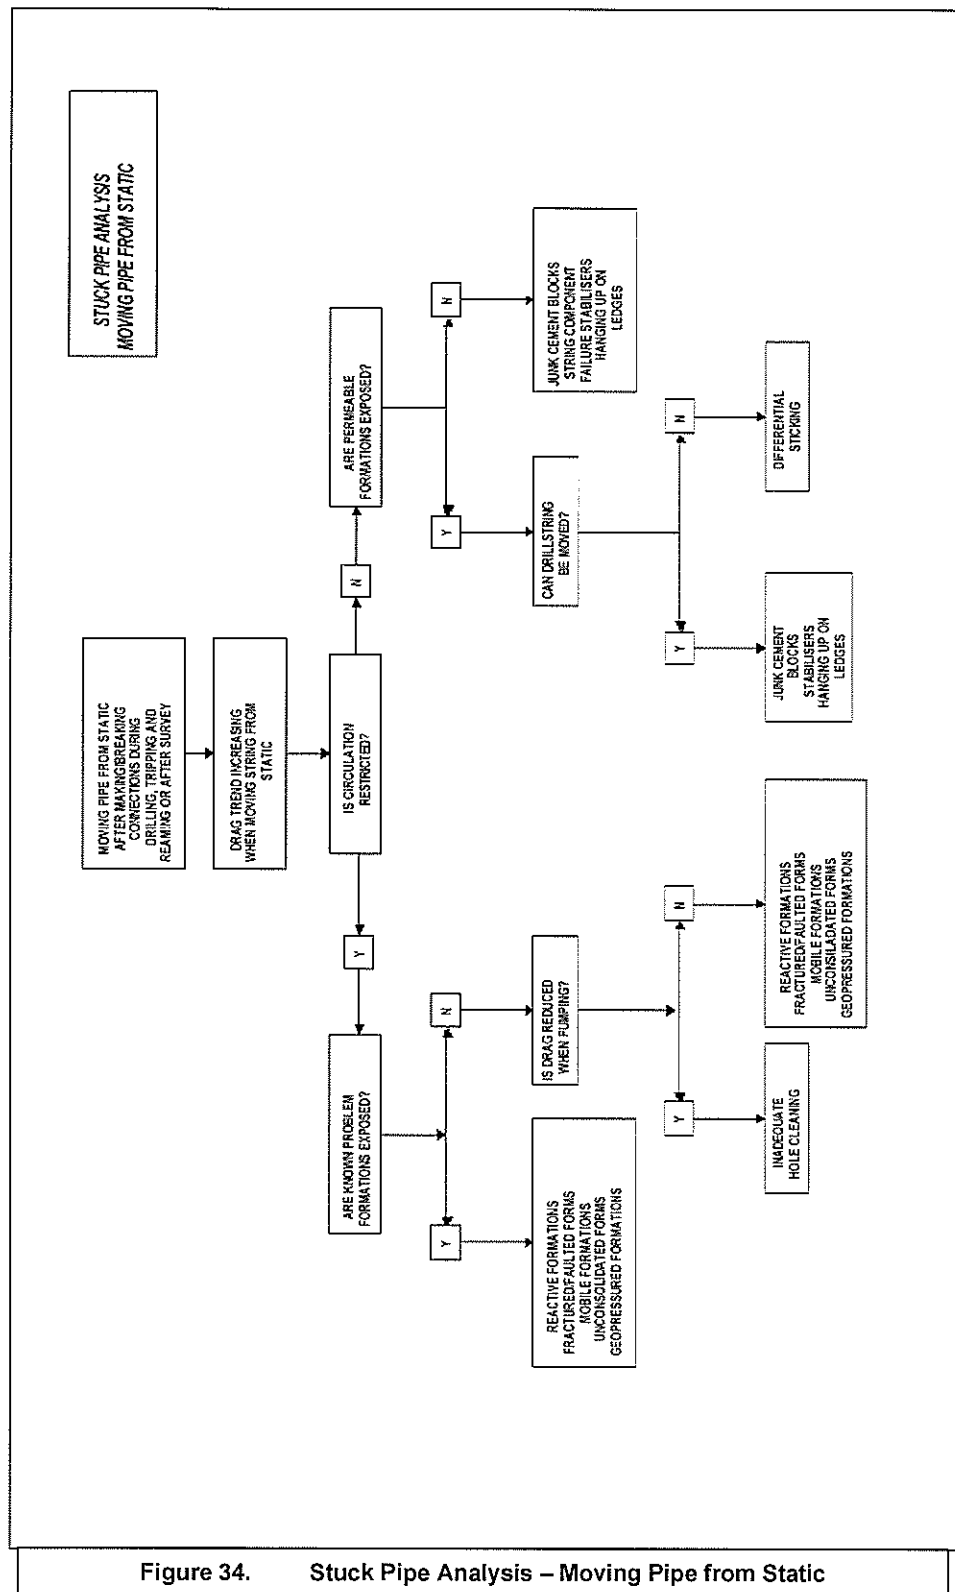 STUCK PIPE ANALYSIS
MOVING PIPE FROM STATIC
MOVING PIPE FROM STATIC
AFTER MAKING/BREAKING
CONNECTIONS DURING
DRILLING, TRIPPING AND
REAMING OR AFTER SURVEY
DRAG TREND INCREASING
WHEN MOVING STRING FROM
STATIC
IS CIRCULATION
RESTRICTED?
Y
N
ARE KNOWN PROBLEM
FORMATIONS EXPOSED?
ARE PERMEABLE
FORMATIONS EXPOSED?
Y
N
Y
N
REACTIVE FORMATIONS
FRACTURED/FAULTED FORMS
MOBILE FORMATIONS
UNCONSOLIDATED FORMS
GEOPRESSURED FORMATIONS
IS DRAG REDUCED
WHEN PUMPING?
CAN DRILLSTRING
BE MOVED?
JUNK CEMENT BLOCKS
STRING COMPONENT
FAILURE STABILISERS
HANGING UP ON
LEDGES
Y
N
Y
N
INADEQUATE
HOLE CLEANING
REACTIVE FORMATIONS
FRACTURED/FAULTED FORMS
MOBILE FORMATIONS
UNCONSILADATED FORMS
GEOPRESSURED FORMATIONS
JUNK CEMENT
BLOCKS
STABILISERS
HANGING UP ON
LEDGES
DIFFERENTIAL
STICKING
Figure 34. Stuck Pipe Analysis – Moving Pipe from Static